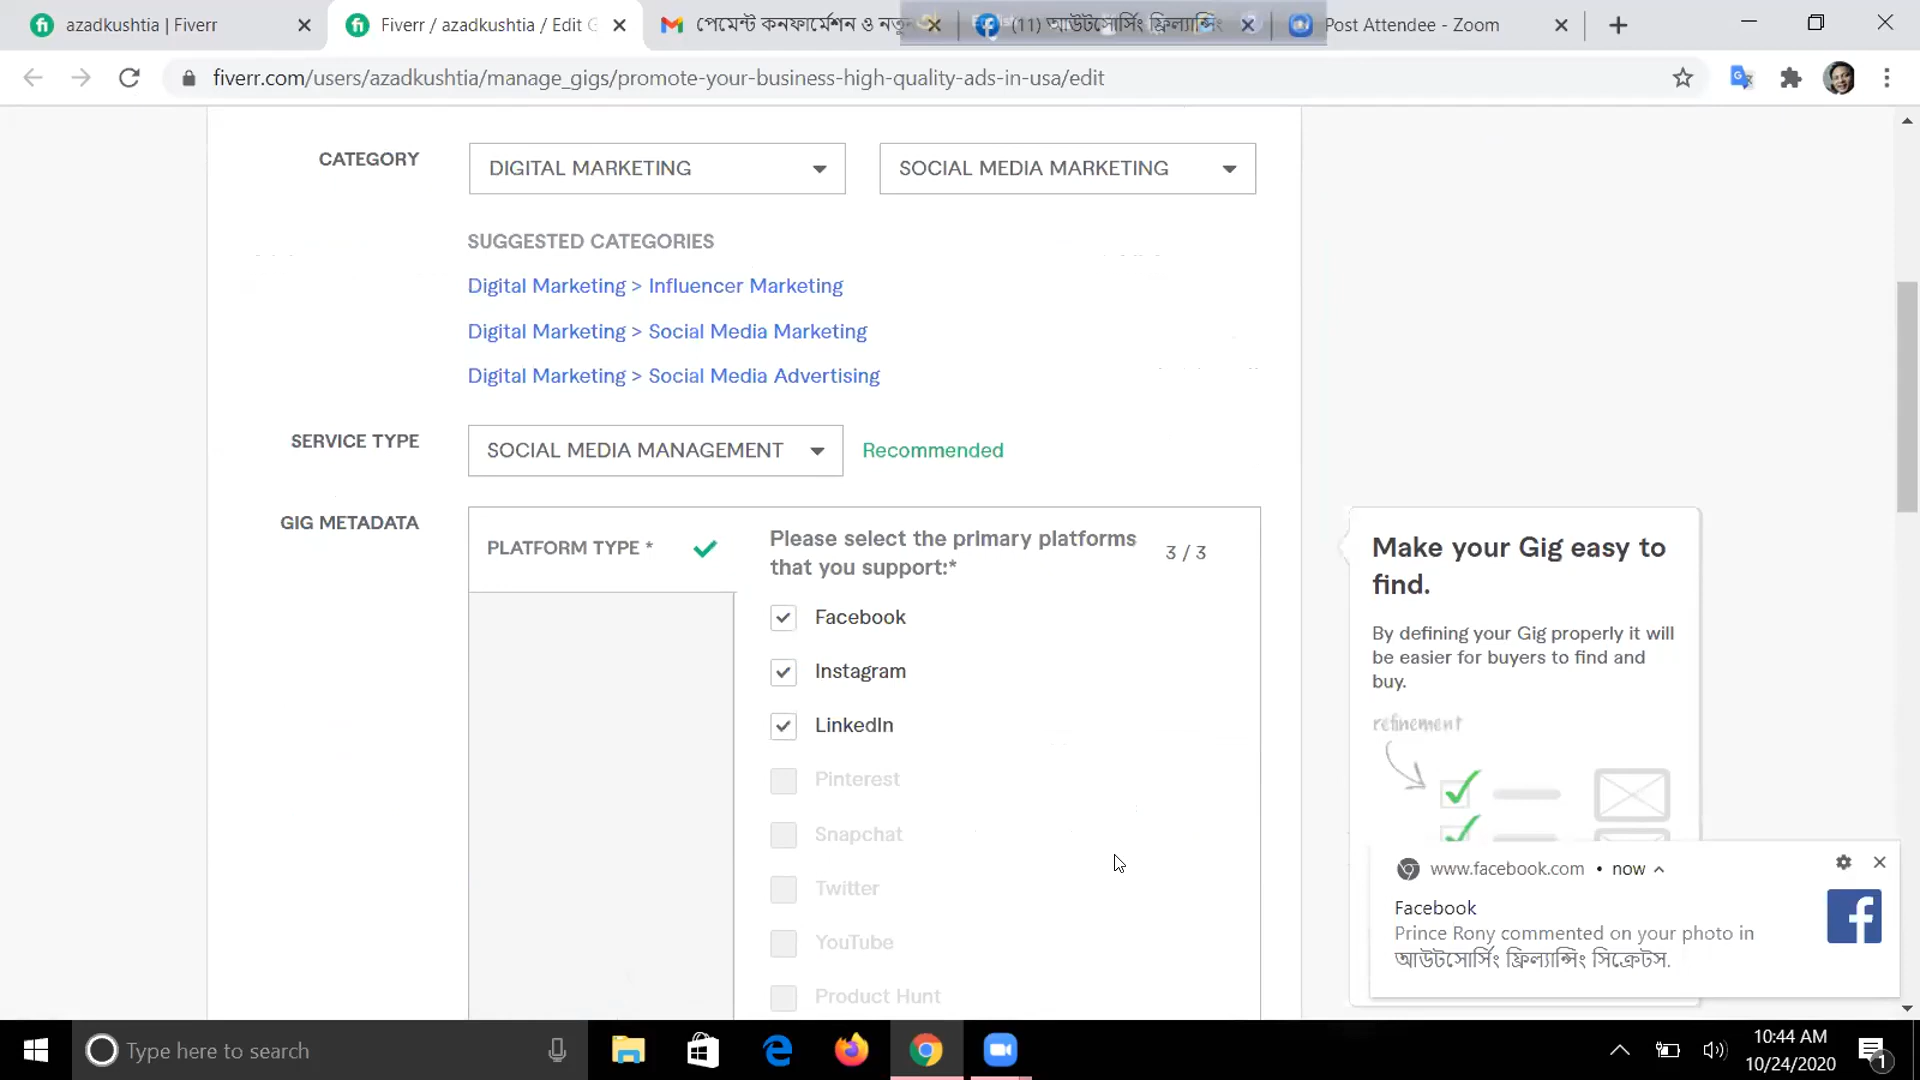 azadkushtia | Fiverr
Fiverr / azadkushtia / Edit G
পেমেন্ট কনফার্মেশন ও নতুন
(11) আউটসোর্সিং ফ্রিল্যান্সিং
Post Attendee - Zoom
fiverr.com/users/azadkushtia/manage_gigs/promote-your-business-high-quality-ads-in-usa/edit
CATEGORY
DIGITAL MARKETING
SOCIAL MEDIA MARKETING
SUGGESTED CATEGORIES
Digital Marketing > Influencer Marketing
Digital Marketing > Social Media Marketing
Digital Marketing > Social Media Advertising
SERVICE TYPE
SOCIAL MEDIA MANAGEMENT
Recommended
GIG METADATA
PLATFORM TYPE *
Please select the primary platforms
that you support:*
3 / 3
Facebook
Instagram
LinkedIn
Pinterest
Snapchat
Twitter
YouTube
Product Hunt
Make your Gig easy to
find.
By defining your Gig properly it will
be easier for buyers to find and
buy.
refinement
www.facebook.com • now
Facebook
Prince Rony commented on your photo in
আউটসোর্সিং ফ্রিল্যান্সিং সিক্রেটস.
Type here to search
10:44 AM
10/24/2020
1